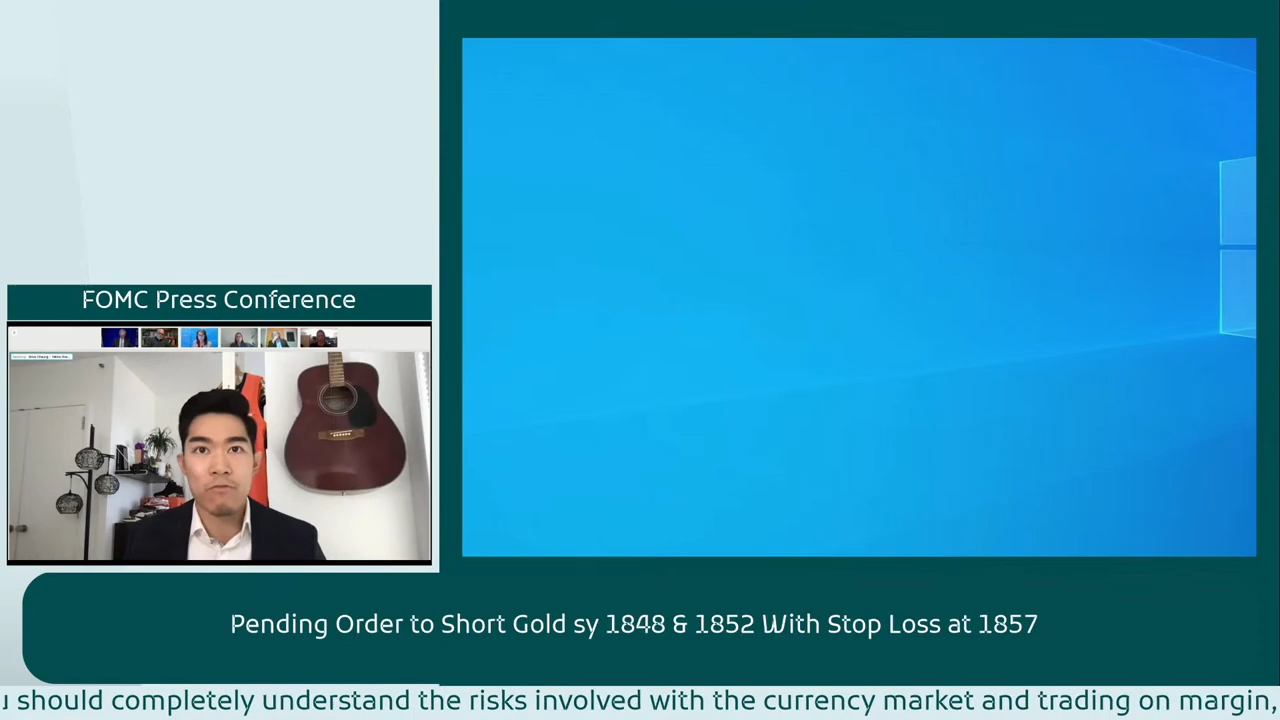 FOMC Press Conference
Pending Order to Short Gold sy 1848 & 1852 With Stop Loss at 1857
should completely understand the risks involved with the currency market and trading on margin,